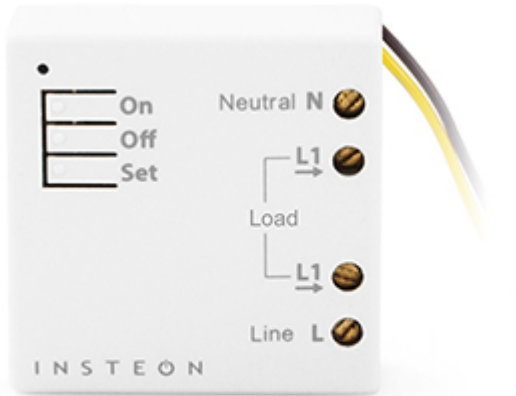 On
Off
Set
Neutral N
L1
Load
L1
Line L
INSTEON